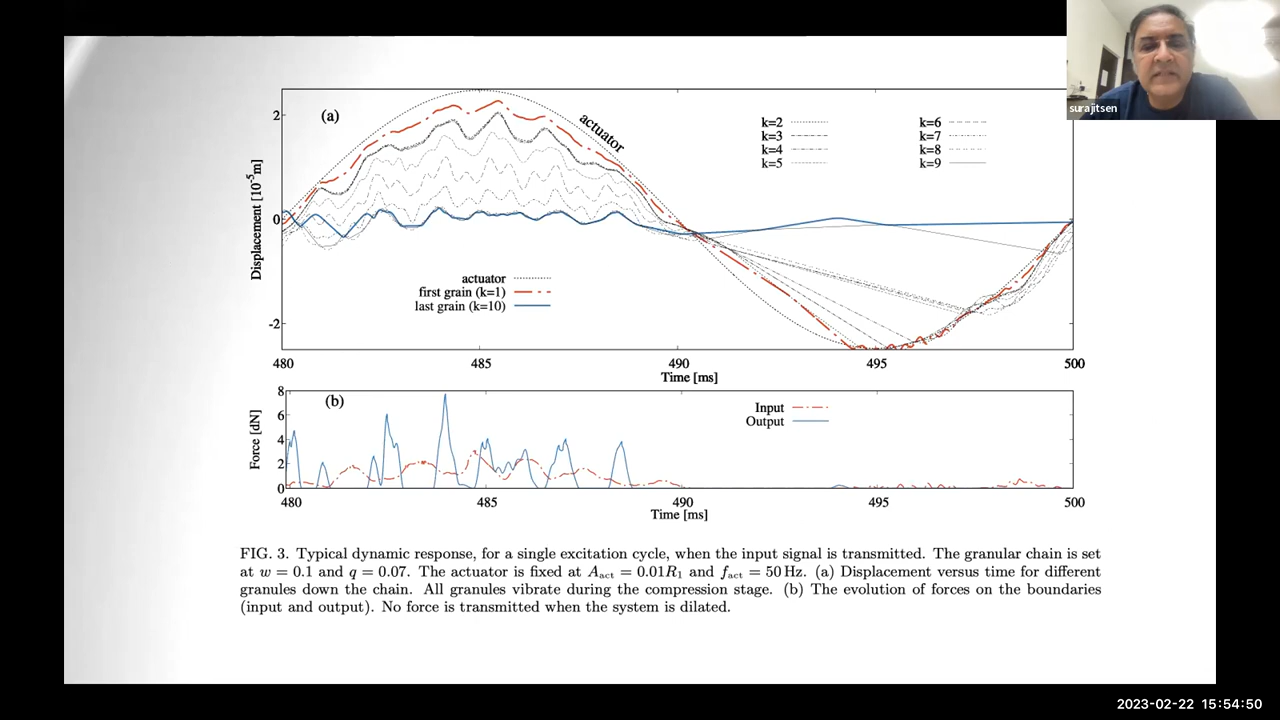 surajitsen
(a)
actuator
k=2
k=3
k=4
k=5
k=6
k=7
k=8
k=9
2
0
-2
Displacement [10⁻⁵m]
actuator
first grain (k=1)
last grain (k=10)
480 485 490 495 500
Time [ms]
(b)
8
6
4
2
0
Force [dN]
Input
Output
480 485 490 495 500
Time [ms]
FIG. 3. Typical dynamic response, for a single excitation cycle, when the input signal is transmitted. The granular chain is set
at w = 0.1 and q = 0.07. The actuator is fixed at Aact = 0.01R1 and fact = 50 Hz. (a) Displacement versus time for different
granules down the chain. All granules vibrate during the compression stage. (b) The evolution of forces on the boundaries
(input and output). No force is transmitted when the system is dilated.
2023-02-22 15:54:50